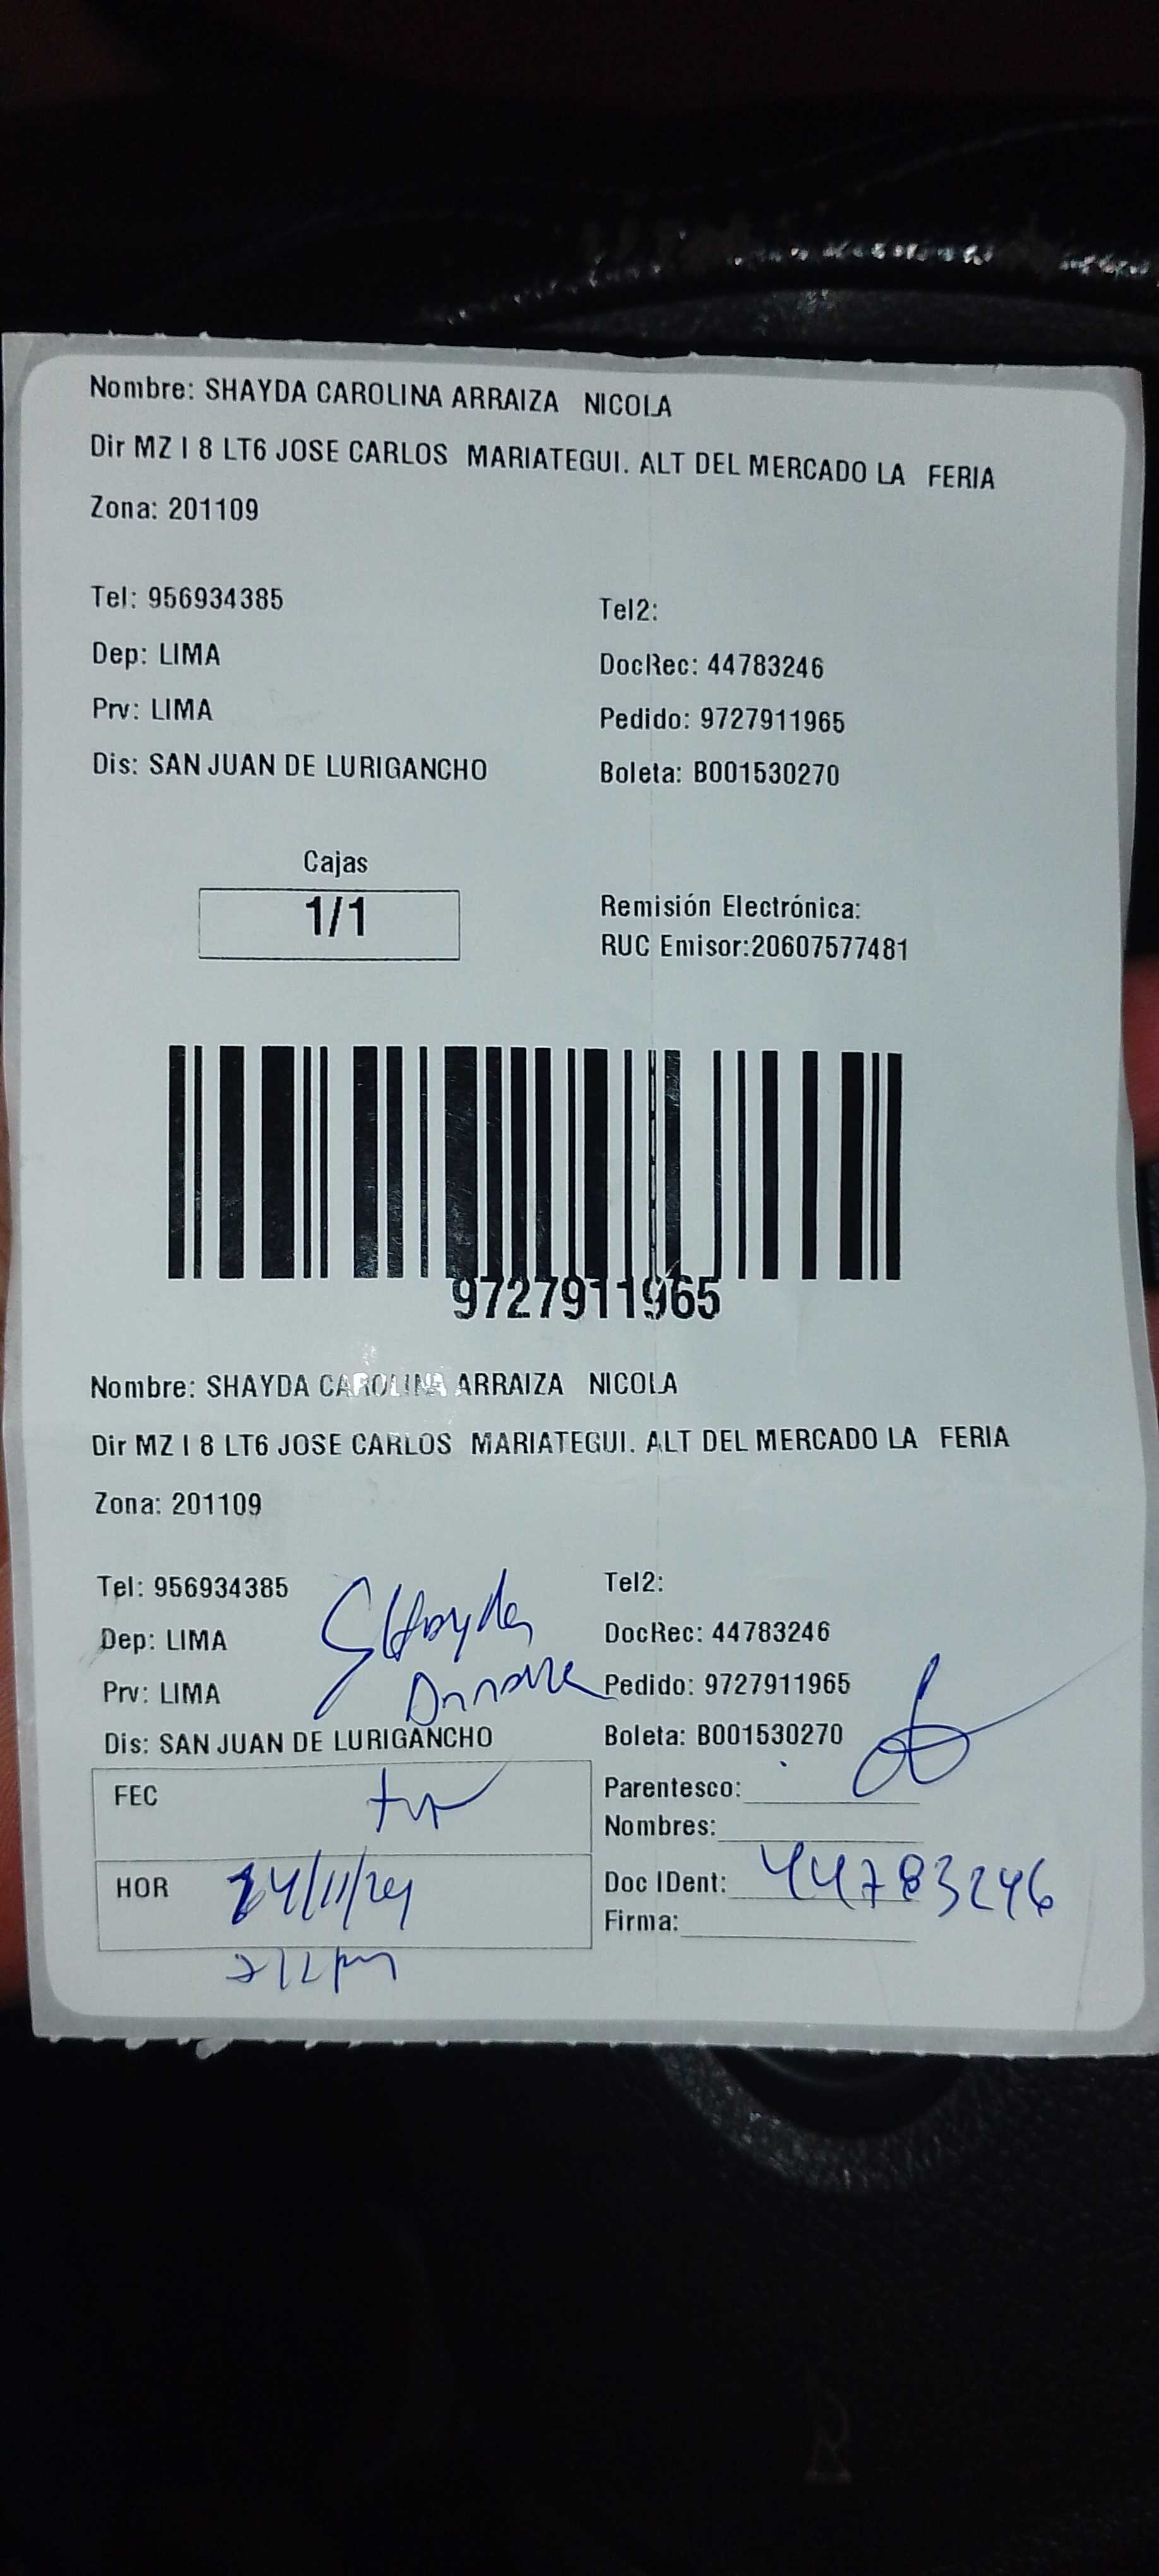 Nombre: SHAYDA CAROLINA ARRAIZA NICOLA
Dir MZ I 8 LT6 JOSE CARLOS MARIATEGUI. ALT DEL MERCADO LA FERIA
Zona: 201109
Tel: 956934385 Tel2:
Dep: LIMA DocRec: 44783246
Prv: LIMA Pedido: 9727911965
Dis: SAN JUAN DE LURIGANCHO Boleta: B001530270
Cajas
1/1
Remisión Electrónica:
RUC Emisor:20607577481
9727911965
Nombre: SHAYDA CAROLINA ARRAIZA NICOLA
Dir MZ I 8 LT6 JOSE CARLOS MARIATEGUI. ALT DEL MERCADO LA FERIA
Zona: 201109
Tel: 956934385 Tel2:
Shayda
Dep: LIMA DocRec: 44783246
Prv: LIMA Pedido: 9727911965
Dis: SAN JUAN DE LURIGANCHO Boleta: B001530270
FEC
Parentesco:
Nombres:
HOR 24/11/24
Doc IDent: 44783246
Firma: